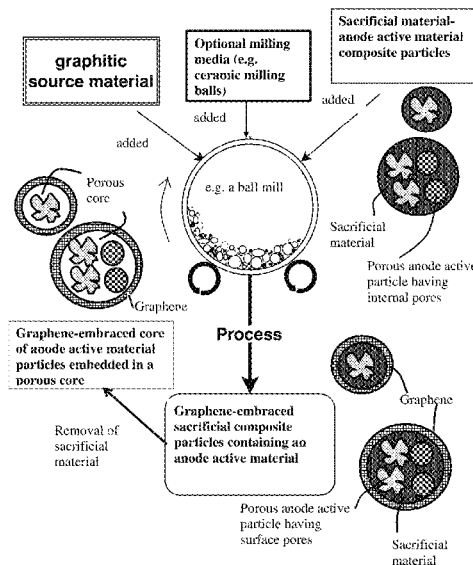 Sacrificial material-
anode active material
composite particles
Optional milling
media (e.g.
ceramic milling
balls)
graphitic
source material
added
added
added
Porous
core
e.g. a ball mill
Sacrificial
material
Porous anode active
particle having
internal pores
Graphene
Process
Graphene-embraced core
of anode active material
particles embedded in a
porous core
Graphene
Removal of
sacrificial
material
Graphene-embraced
sacrificial composite
particles containing an
anode active material
Porous anode active
particle having
surface pores
Sacrificial
material